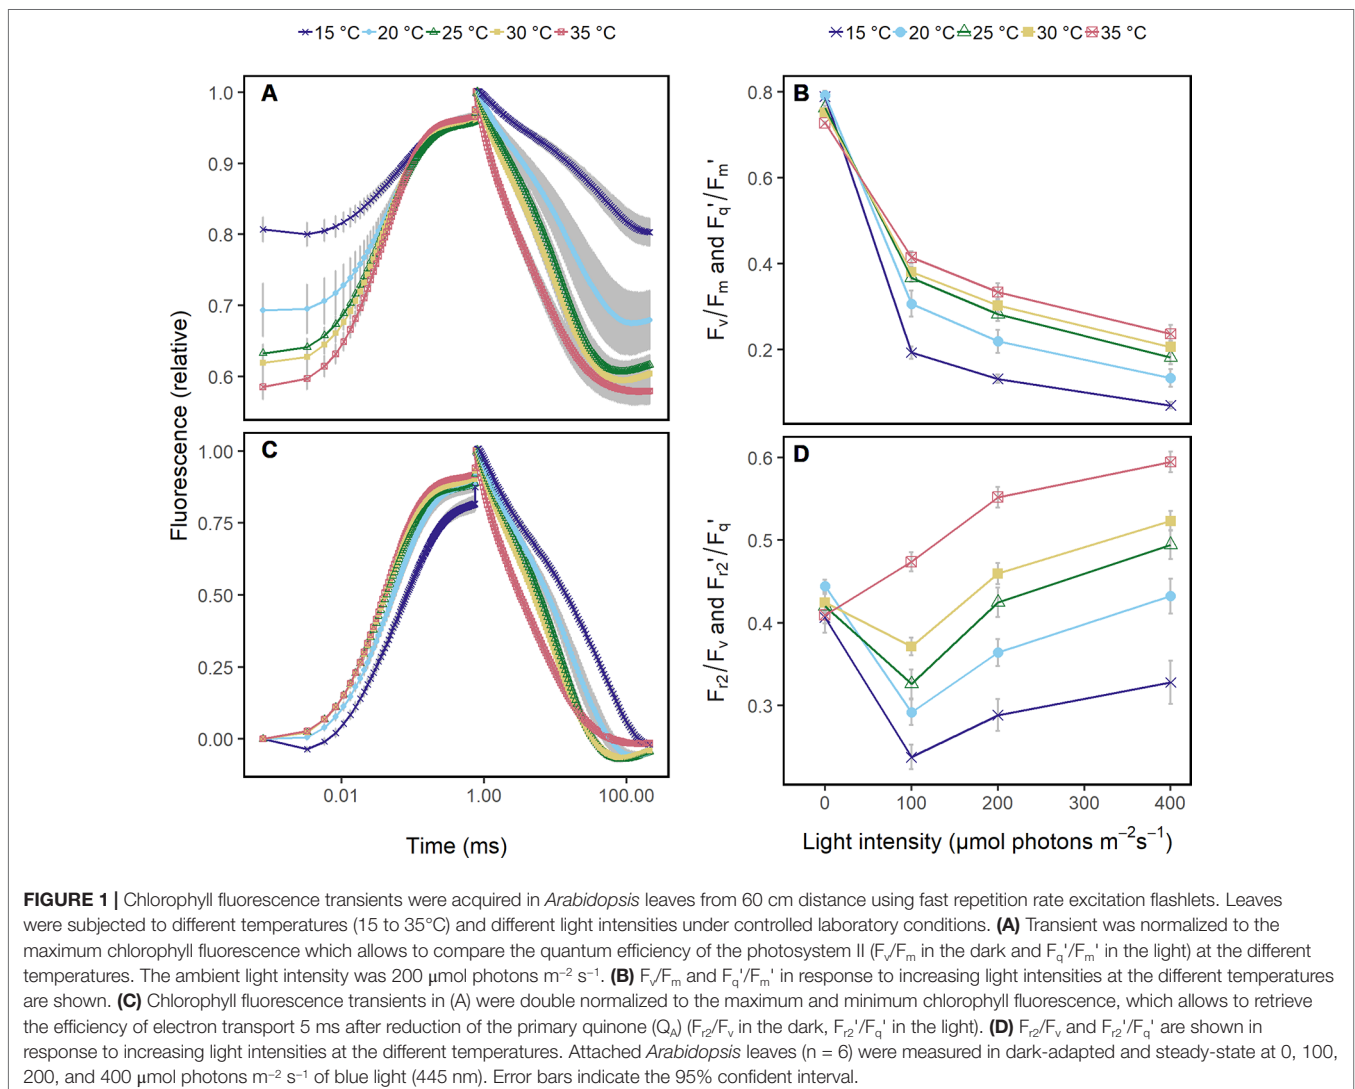 15 °C 20 °C 25 °C 30 °C 35 °C
15 °C 20 °C 25 °C 30 °C 35 °C
A
1.0
0.9
0.8
0.7
0.6
B
0.8
0.6
0.4
0.2
Fv/Fm and Fq'/Fm'
Fluorescence (relative)
C
1.00
0.75
0.50
0.25
0.00
0.01 1.00 100.00
Time (ms)
D
0.6
0.5
0.4
0.3
Fr2/Fv and Fr2'/Fq'
0 100 200 300 400
Light intensity (μmol photons m⁻²s⁻¹)
FIGURE 1 | Chlorophyll fluorescence transients were acquired in Arabidopsis leaves from 60 cm distance using fast repetition rate excitation flashlets. Leaves
were subjected to different temperatures (15 to 35°C) and different light intensities under controlled laboratory conditions. (A) Transient was normalized to the
maximum chlorophyll fluorescence which allows to compare the quantum efficiency of the photosystem II (Fv/Fm in the dark and Fq'/Fm' in the light) at the different
temperatures. The ambient light intensity was 200 μmol photons m⁻² s⁻¹. (B) Fv/Fm and Fq'/Fm' in response to increasing light intensities at the different temperatures
are shown. (C) Chlorophyll fluorescence transients in (A) were double normalized to the maximum and minimum chlorophyll fluorescence, which allows to retrieve
the efficiency of electron transport 5 ms after reduction of the primary quinone (QA) (Fr2/Fv in the dark, Fr2'/Fq' in the light). (D) Fr2/Fv and Fr2'/Fq' are shown in
response to increasing light intensities at the different temperatures. Attached Arabidopsis leaves (n = 6) were measured in dark-adapted and steady-state at 0, 100,
200, and 400 μmol photons m⁻² s⁻¹ of blue light (445 nm). Error bars indicate the 95% confident interval.